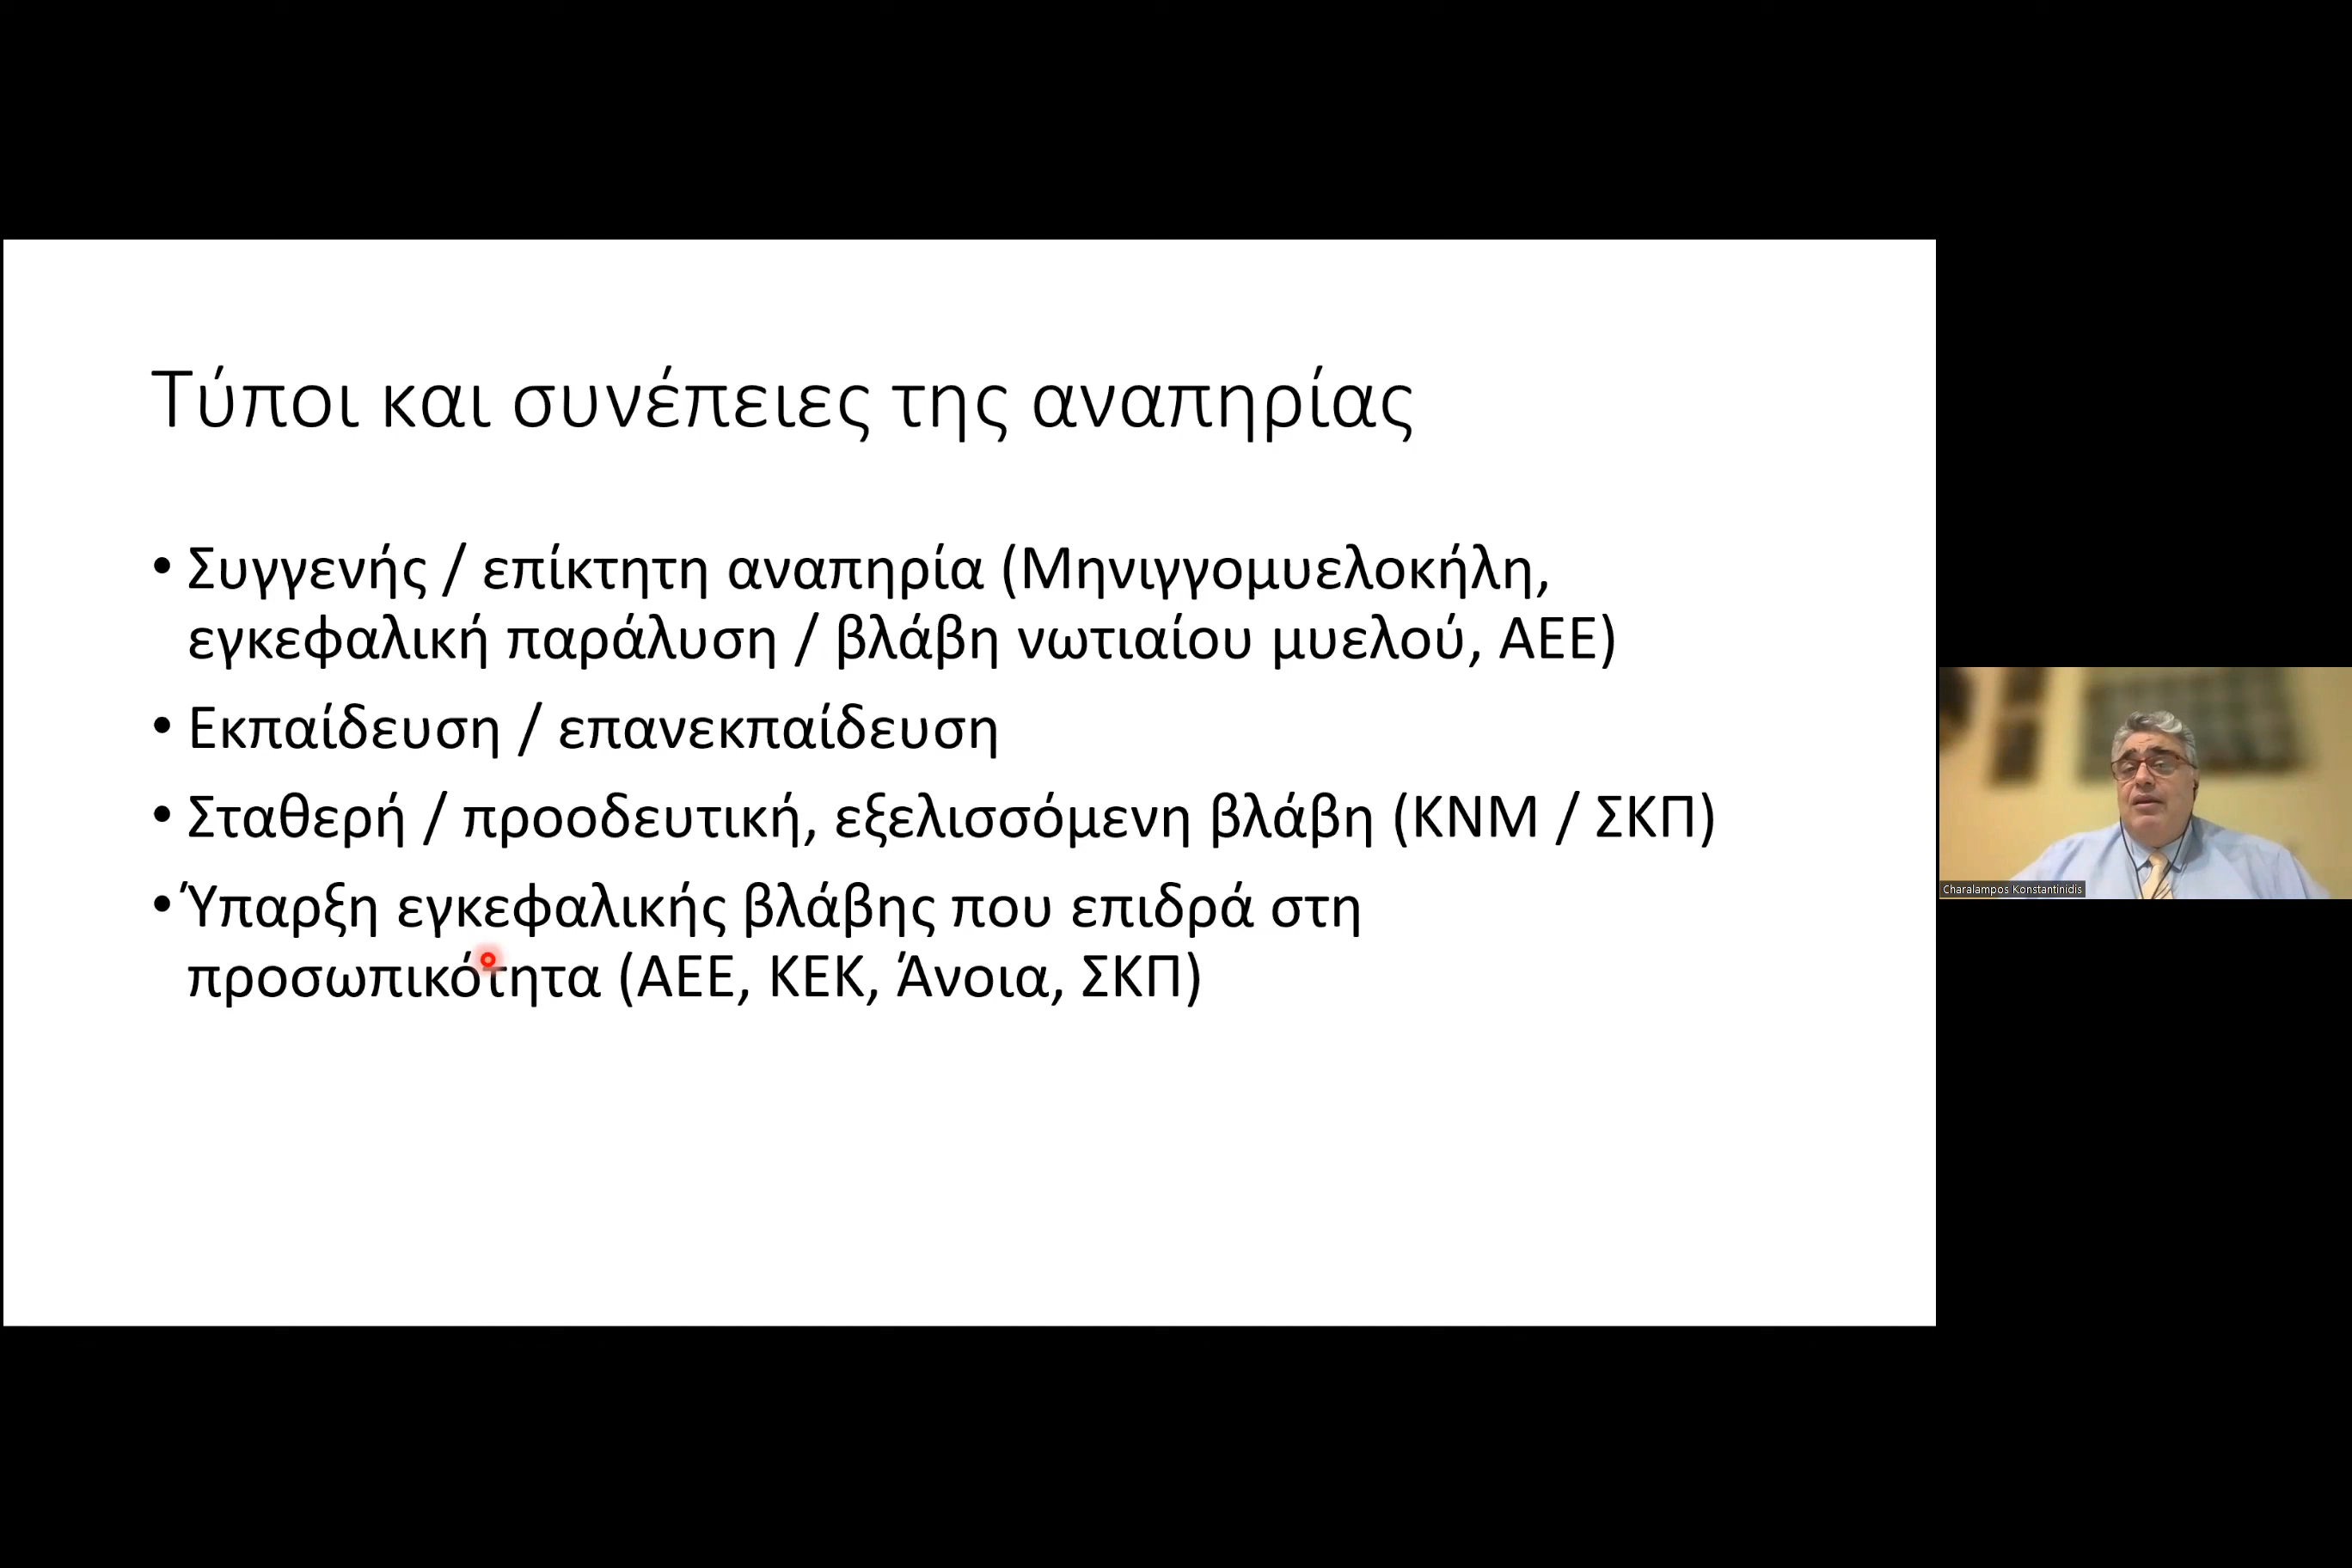 Τύποι και συνέπειες της αναπηρίας
• Συγγενής / επίκτητη αναπηρία (Μηνιγγομυελοκήλη,
εγκεφαλική παράλυση / βλάβη νωτιαίου μυελού, ΑΕΕ)
• Εκπαίδευση / επανεκπαίδευση
• Σταθερή / προοδευτική, εξελισσόμενη βλάβη (ΚΝΜ / ΣΚΠ)
• Ύπαρξη εγκεφαλικής βλάβης που επιδρά στη
προσωπικότητα (ΑΕΕ, ΚΕΚ, Άνοια, ΣΚΠ)
Charalampos Konstantinidis